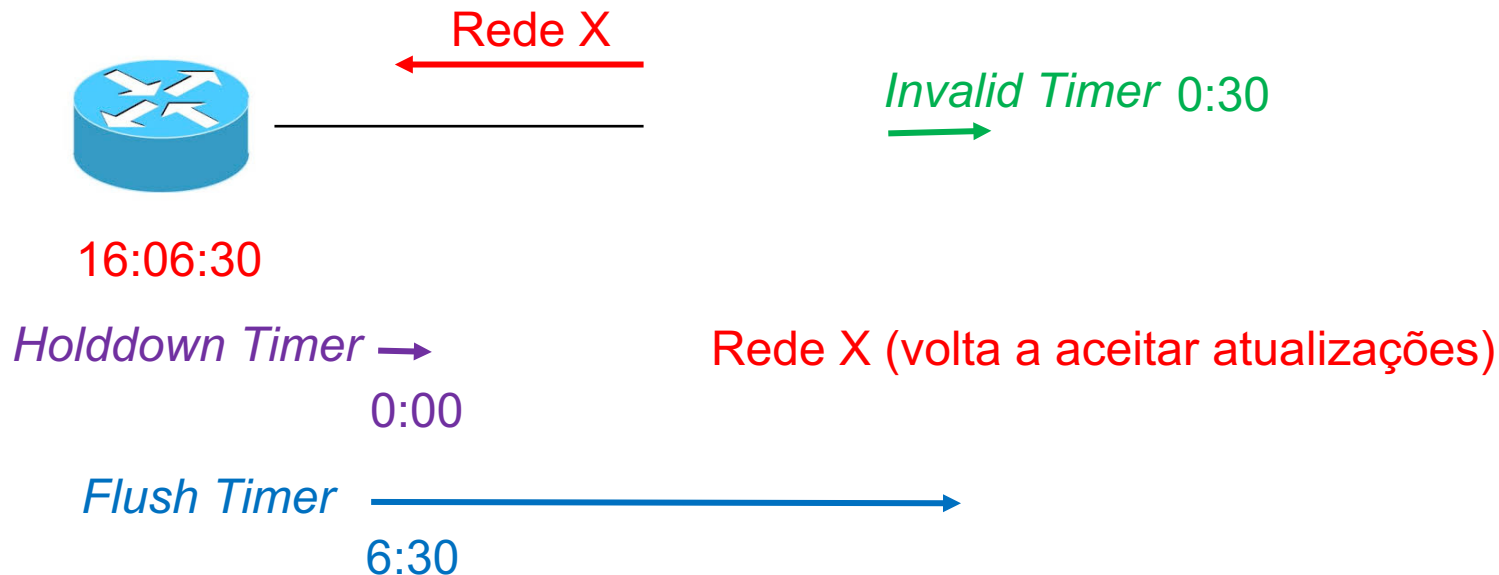 Rede X
Invalid Timer 0:30
16:06:30
Holddown Timer
Rede X (volta a aceitar atualizações)
0:00
Flush Timer
6:30